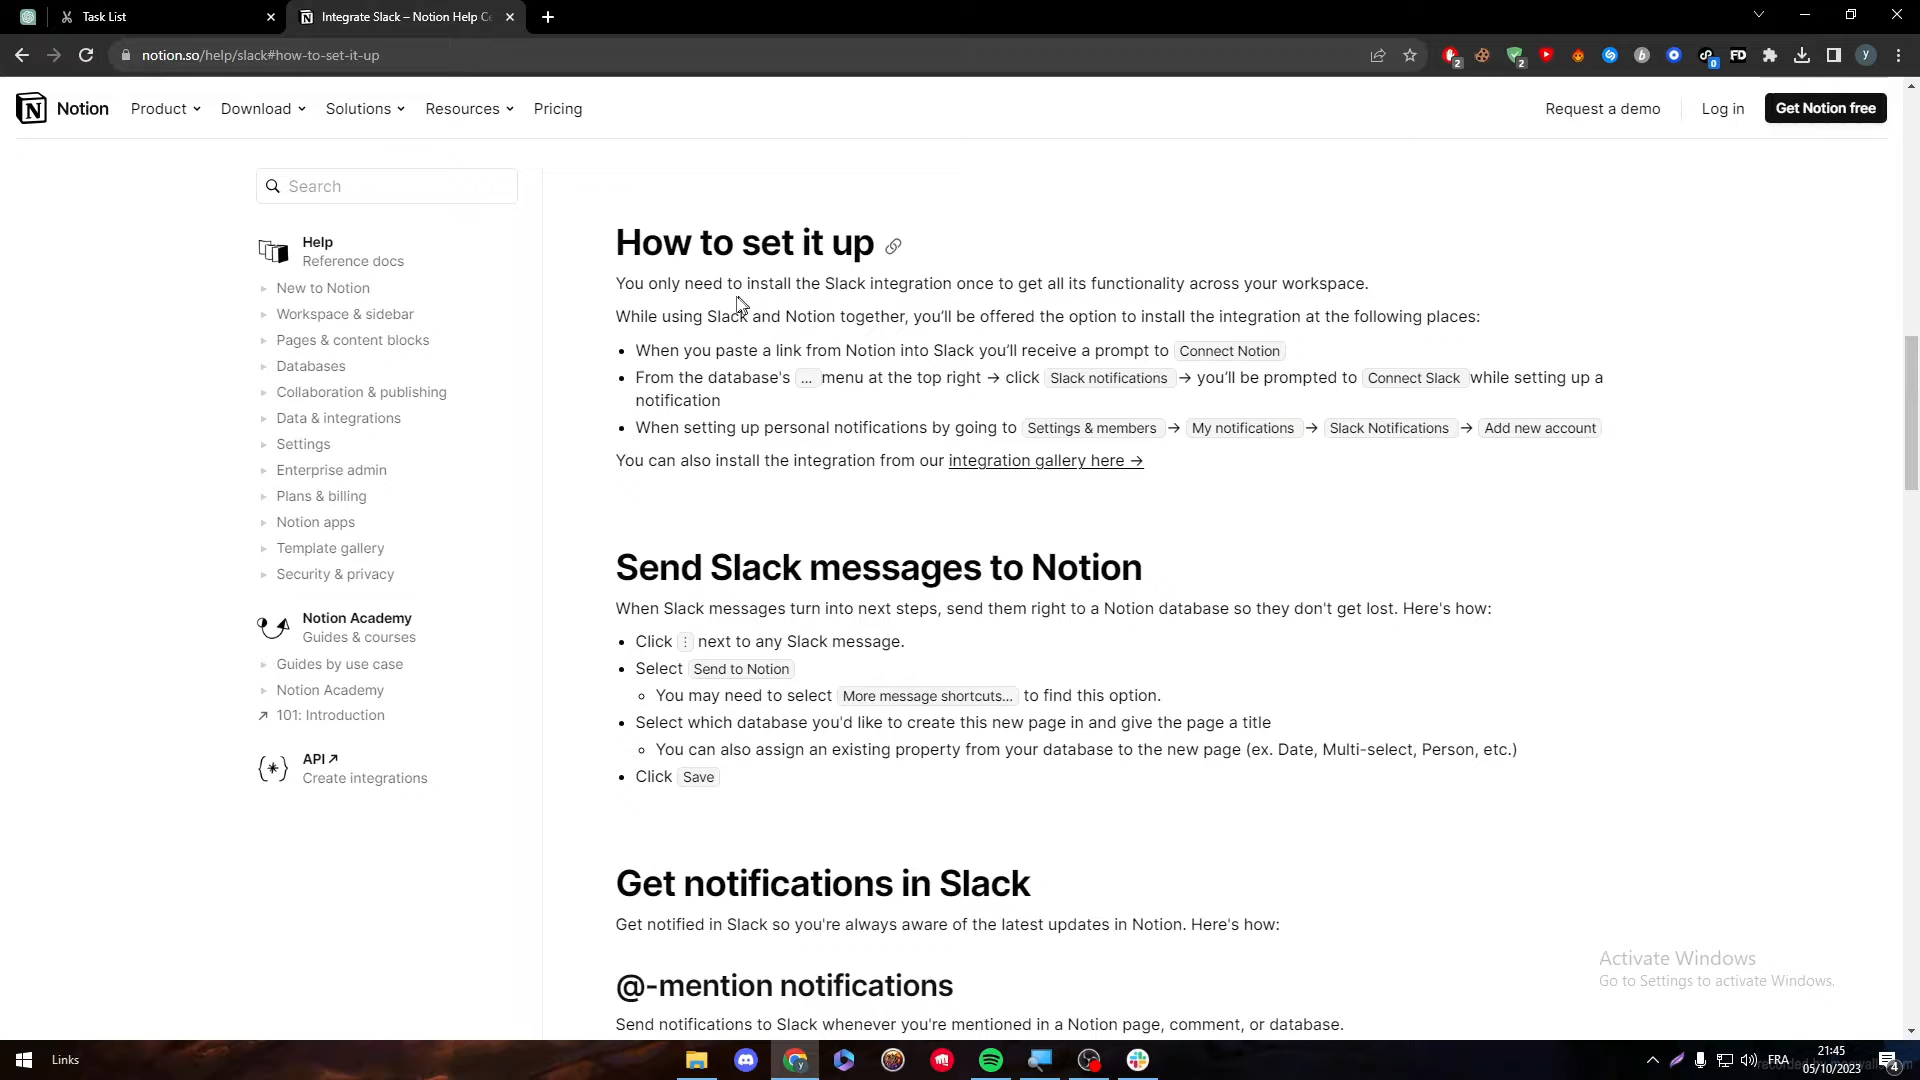 Task List
Integrate Slack – Notion Help Ce
notion.so/help/slack#how-to-set-it-up
2
2
0
FD
y
Notion
Product
Download
Solutions
Resources
Pricing
Request a demo
Log in
Get Notion free
Search
Help
Reference docs
New to Notion
Workspace & sidebar
Pages & content blocks
Databases
Collaboration & publishing
Data & integrations
Settings
Enterprise admin
Plans & billing
Notion apps
Template gallery
Security & privacy
Notion Academy
Guides & courses
Guides by use case
Notion Academy
↗ 101: Introduction
API ↗
Create integrations
How to set it up
You only need to install the Slack integration once to get all its functionality across your workspace.
While using Slack and Notion together, you’ll be offered the option to install the integration at the following places:
• When you paste a link from Notion into Slack you’ll receive a prompt to Connect Notion
• From the database's ... menu at the top right → click Slack notifications → you’ll be prompted to Connect Slack while setting up a
notification
• When setting up personal notifications by going to Settings & members → My notifications → Slack Notifications → Add new account
You can also install the integration from our integration gallery here →
Send Slack messages to Notion
When Slack messages turn into next steps, send them right to a Notion database so they don't get lost. Here's how:
• Click ⋮ next to any Slack message.
• Select Send to Notion
◦ You may need to select More message shortcuts... to find this option.
• Select which database you'd like to create this new page in and give the page a title
◦ You can also assign an existing property from your database to the new page (ex. Date, Multi-select, Person, etc.)
• Click Save
Get notifications in Slack
Get notified in Slack so you're always aware of the latest updates in Notion. Here's how:
@-mention notifications
Send notifications to Slack whenever you're mentioned in a Notion page, comment, or database.
Activate Windows
Go to Settings to activate Windows.
Links
FRA
21:45
05/10/2023
4